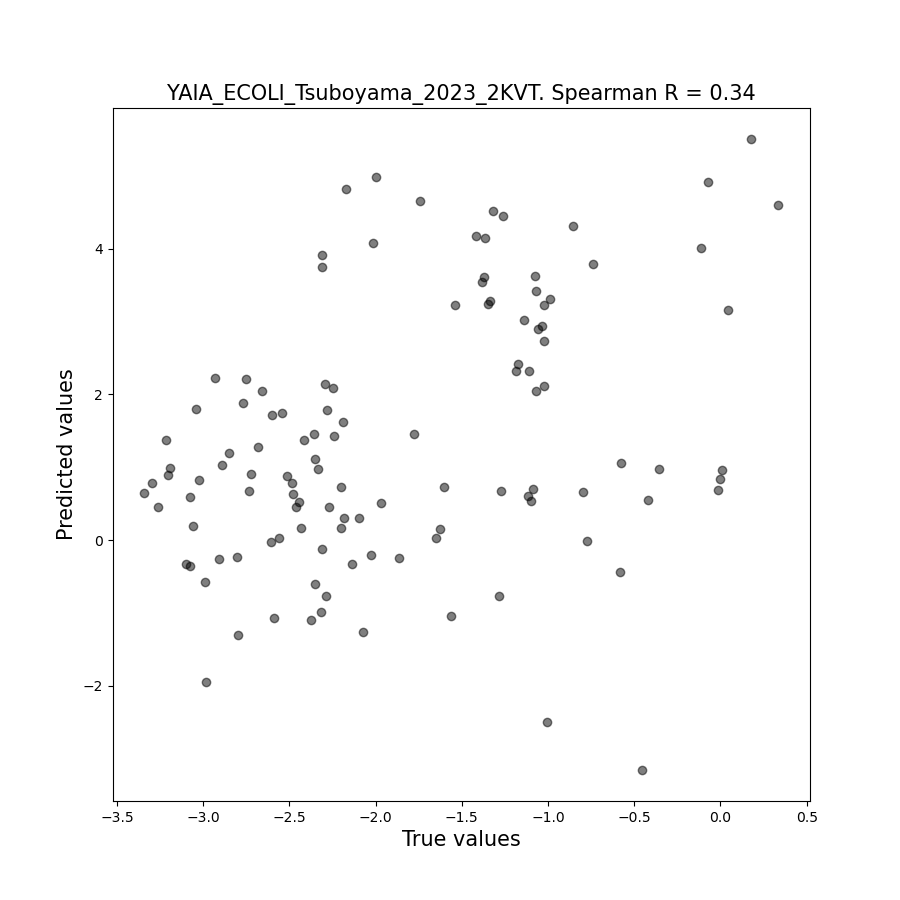 YAIA_ECOLI_Tsuboyama_2023_2KVT. Spearman R = 0.34
Predicted values
4
2
0
−2
−3.5 −3.0 −2.5 −2.0 −1.5 −1.0 −0.5 0.0 0.5
True values